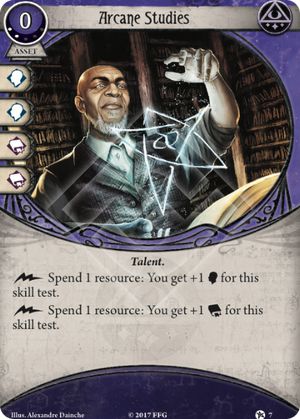 Arcane Studies
0
ASSET
Talent.
Spend 1 resource: You get +1 for this
skill test.
Spend 1 resource: You get +1 for this
skill test.
Illus. Alexandre Dainche
© 2017 FFG
7